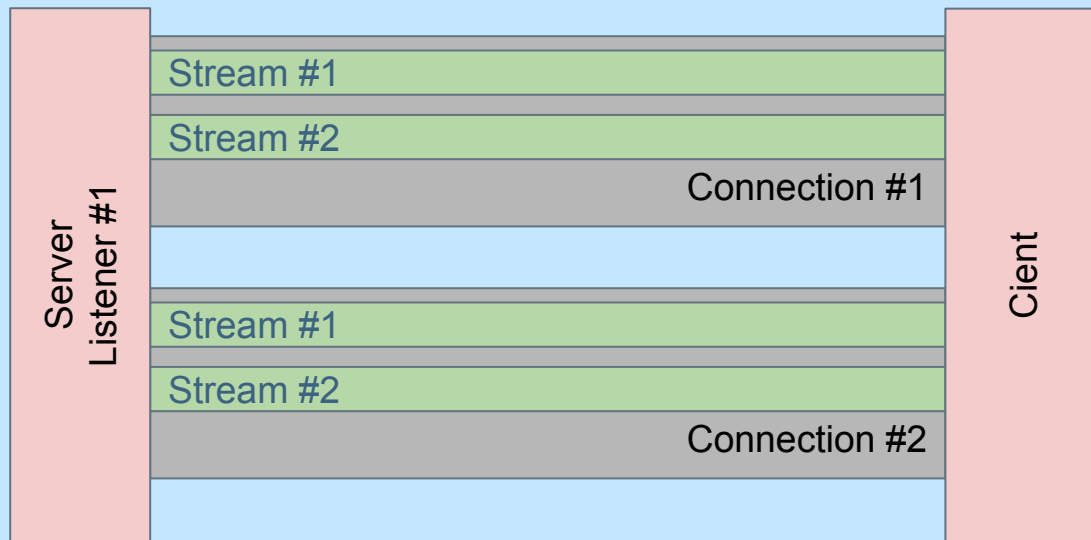 Server
Listener #1
Stream #1
Stream #2
Connection #1
Stream #1
Stream #2
Connection #2
Cient